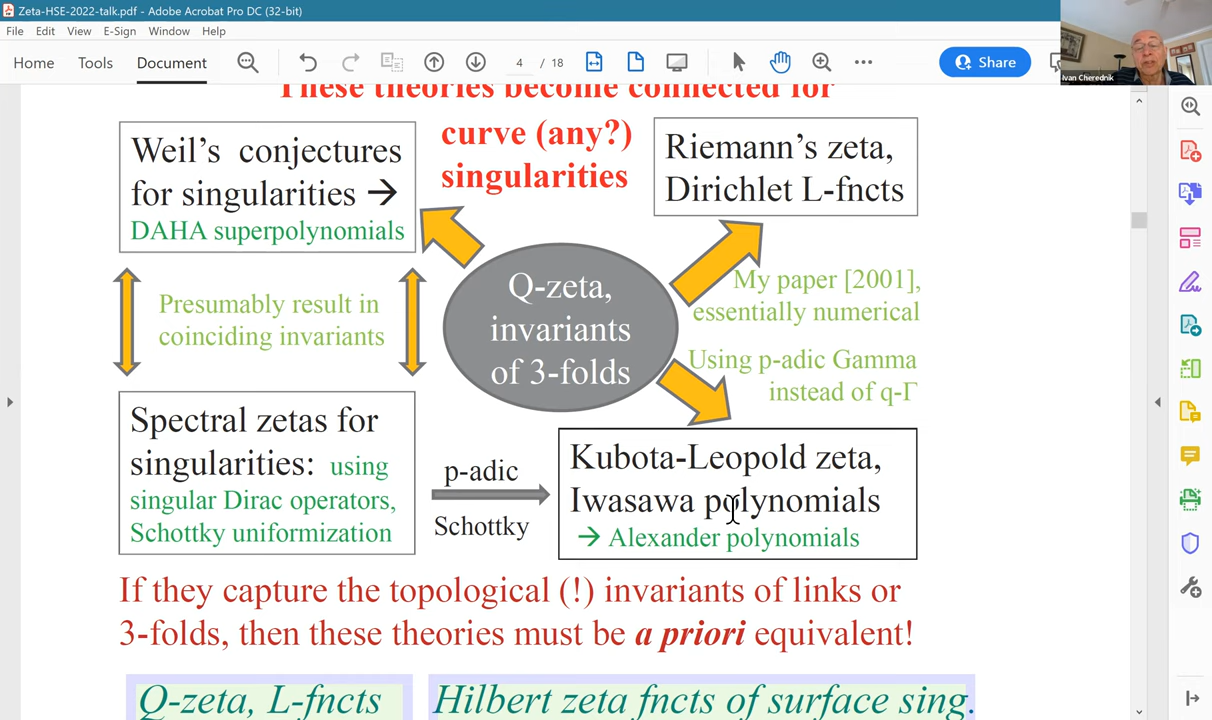 Zeta-HSE-2022-talk.pdf - Adobe Acrobat Pro DC (32-bit)
File Edit View E-Sign Window Help
Home Tools Document 4 / 18 Share
Ivan Cherednik
These theories become connected for
curve (any?)
singularities
Weil's conjectures
for singularities →
DAHA superpolynomials
Riemann's zeta,
Dirichlet L-fncts
Q-zeta,
invariants
of 3-folds
My paper [2001],
essentially numerical
Presumably result in
coinciding invariants
Using p-adic Gamma
instead of q-Γ
Spectral zetas for
singularities: using
singular Dirac operators,
Schottky uniformization
p-adic
Schottky
Kubota-Leopold zeta,
Iwasawa polynomials
→ Alexander polynomials
If they capture the topological (!) invariants of links or
3-folds, then these theories must be a priori equivalent!
Q-zeta, L-fncts
Hilbert zeta fncts of surface sing.